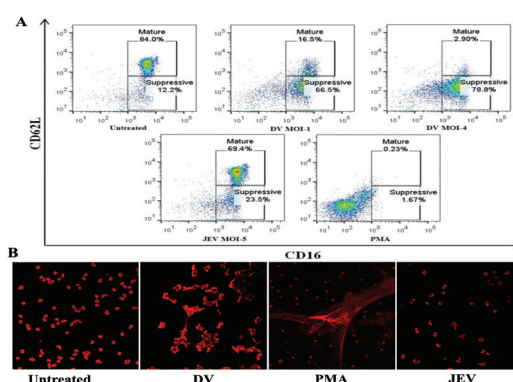 A
Mature
84.0%
Suppressive
12.2%
Untreated
Mature
16.5%
Suppressive
66.5%
DV MOI-1
Mature
2.90%
Suppressive
78.8%
DV MOI-4
CD62L
Mature
69.4%
Suppressive
23.5%
JEV MOI-5
Mature
0.23%
Suppressive
1.67%
PMA
CD16
B
Untreated
DV
PMA
JEV